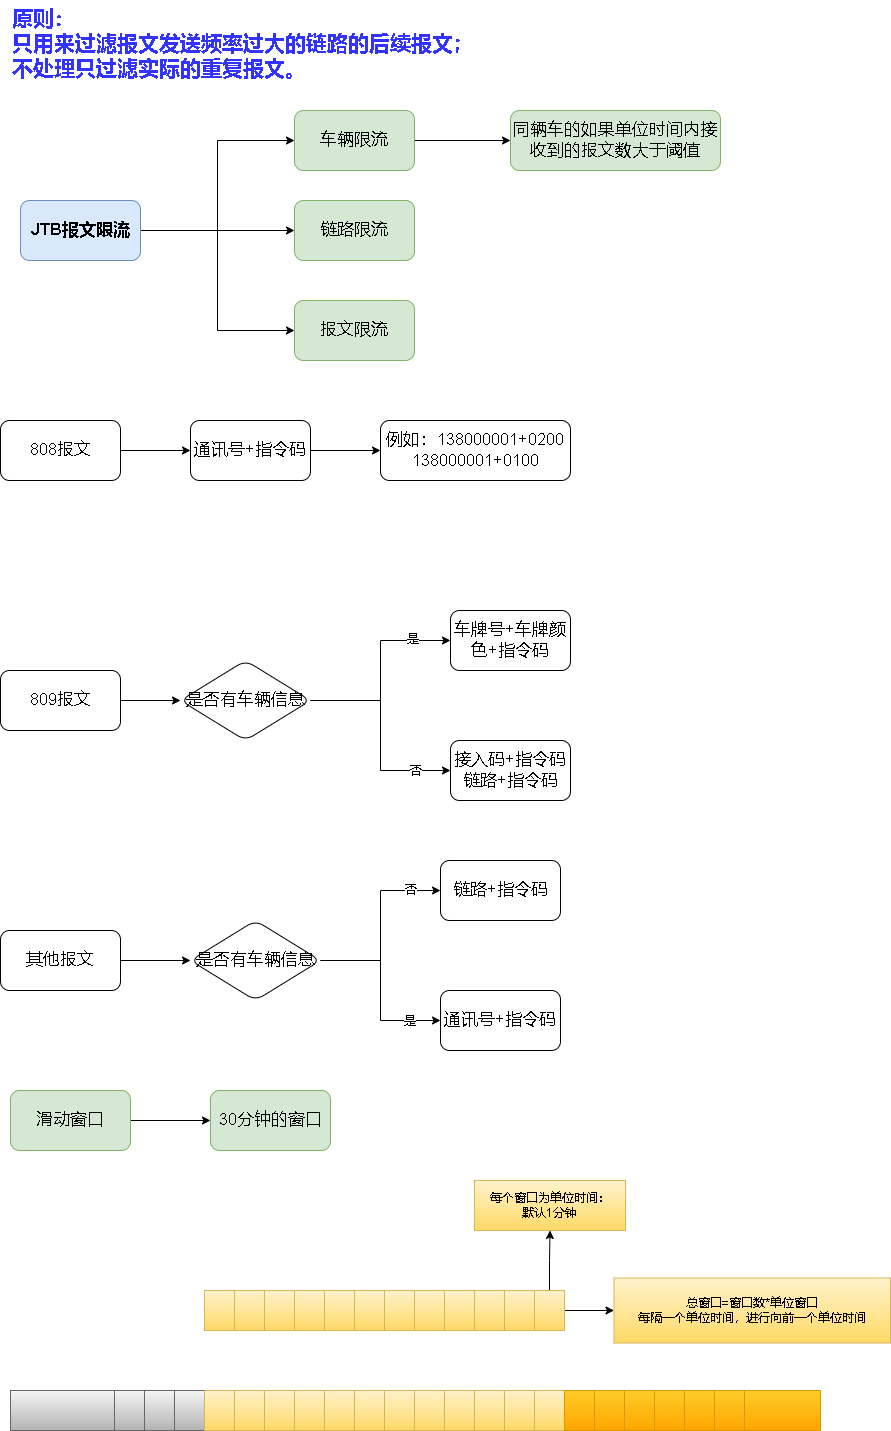 原则：
只用来过滤报文发送频率过大的链路的后续报文；
不处理只过滤实际的重复报文。
车辆限流
同辆车的如果单位时间内接
收到的报文数大于阈值
JTB报文限流
链路限流
报文限流
808报文
通讯号+指令码
例如：138000001+0200
138000001+0100
809报文
是否有车辆信息
是
车牌号+车牌颜
色+指令码
否
接入码+指令码
链路+指令码
其他报文
是否有车辆信息
否
链路+指令码
是
通讯号+指令码
滑动窗口
30分钟的窗口
每个窗口为单位时间：
默认1分钟
总窗口=窗口数*单位窗口
每隔一个单位时间，进行向前一个单位时间